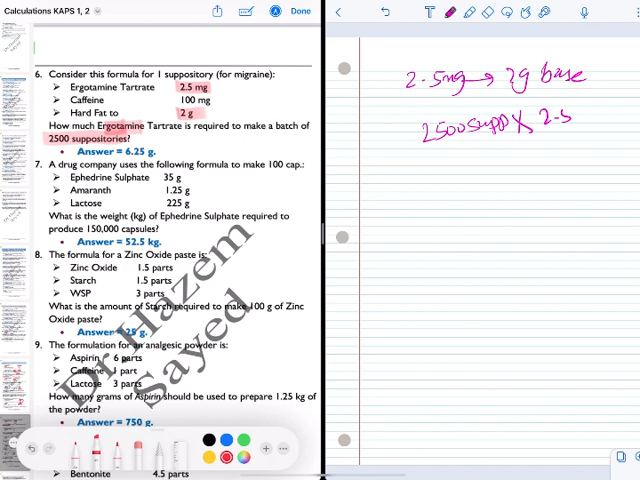 Calculations KAPS 1, 2
Done
6. Consider this formula for 1 suppository (for migraine):
➢ Ergotamine Tartrate 2.5 mg
➢ Caffeine 100 mg
➢ Hard Fat to 2 g
How much Ergotamine Tartrate is required to make a batch of
2500 suppositories?
• Answer = 6.25 g.
7. A drug company uses the following formula to make 100 cap.:
➢ Ephedrine Sulphate 35 g
➢ Amaranth 1.25 g
➢ Lactose 225 g
What is the weight (kg) of Ephedrine Sulphate required to
produce 150,000 capsules?
• Answer = 52.5 kg.
8. The formula for a Zinc Oxide paste is:
➢ Zinc Oxide 1.5 parts
➢ Starch 1.5 parts
➢ WSP 3 parts
What is the amount of Starch required to make 100 g of Zinc
Oxide paste?
• Answer = 25 g.
9. The formulation for an analgesic powder is:
➢ Aspirin 6 parts
➢ Caffeine 1 part
➢ Lactose 3 parts
How many grams of Aspirin should be used to prepare 1.25 kg of
the powder?
• Answer = 750 g.
Bentonite 4.5 parts
Dr Hazem
Sayed
2.5mg → 2g base
2500 supp X 2.5